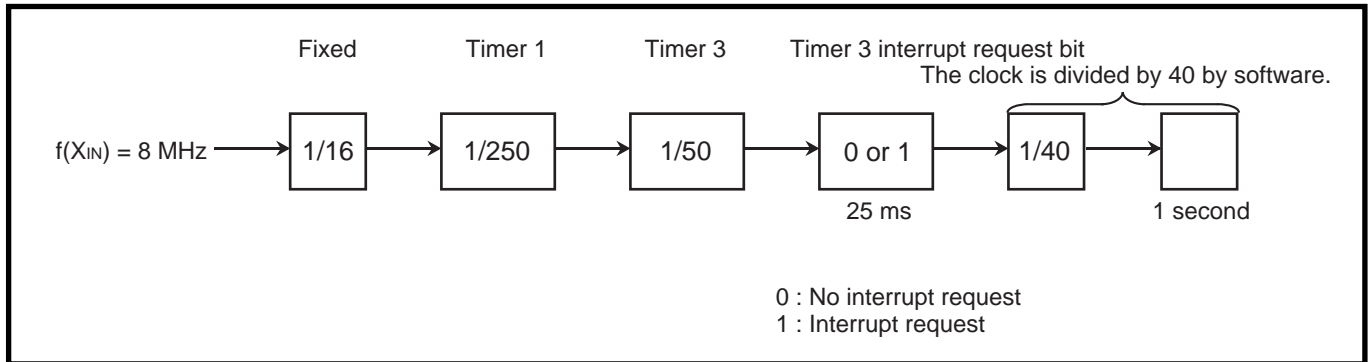 Fixed Timer 1 Timer 3 Timer 3 interrupt request bit
The clock is divided by 40 by software.
f(XIN) = 8 MHz 1/16 1/250 1/50 0 or 1 1/40
25 ms 1 second
0 : No interrupt request
1 : Interrupt request